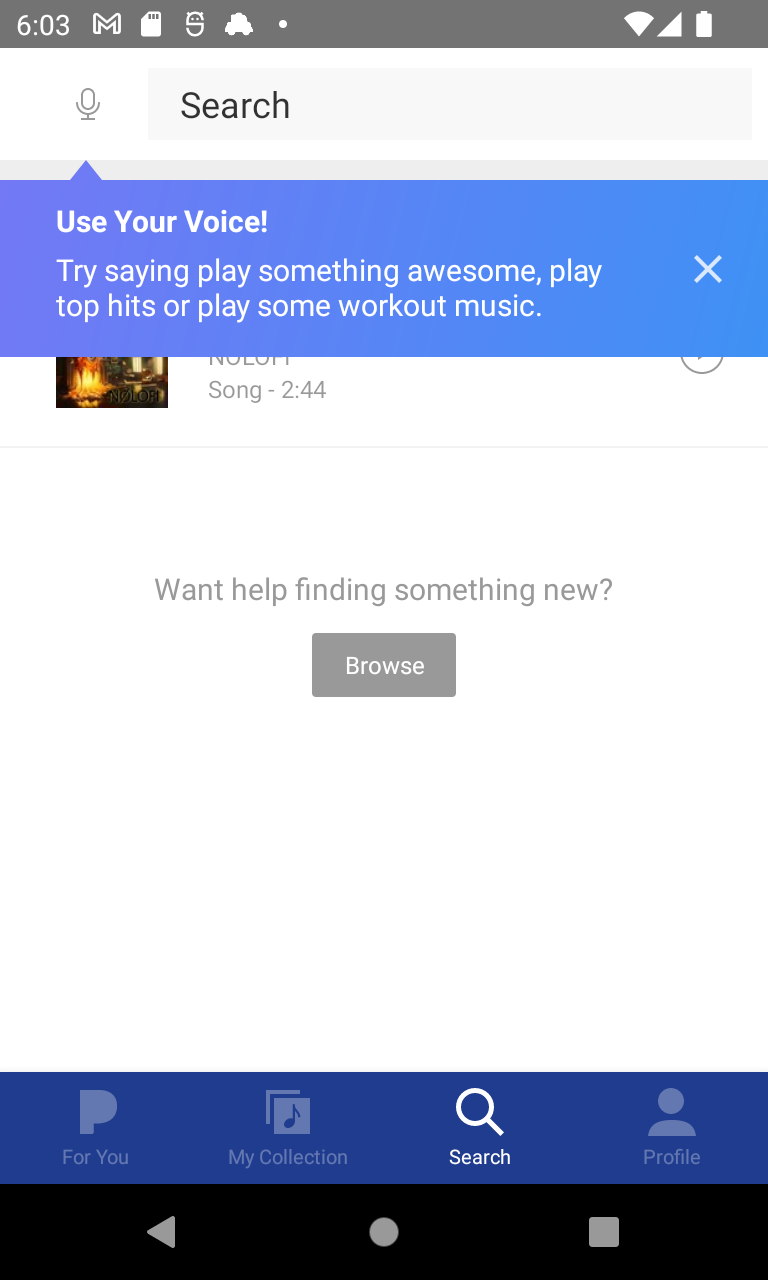 6:03
Search
Use Your Voice!
Try saying play something awesome, play
top hits or play some workout music.
NØLOFI
Song - 2:44
Want help finding something new?
Browse
For You
My Collection
Search
Profile